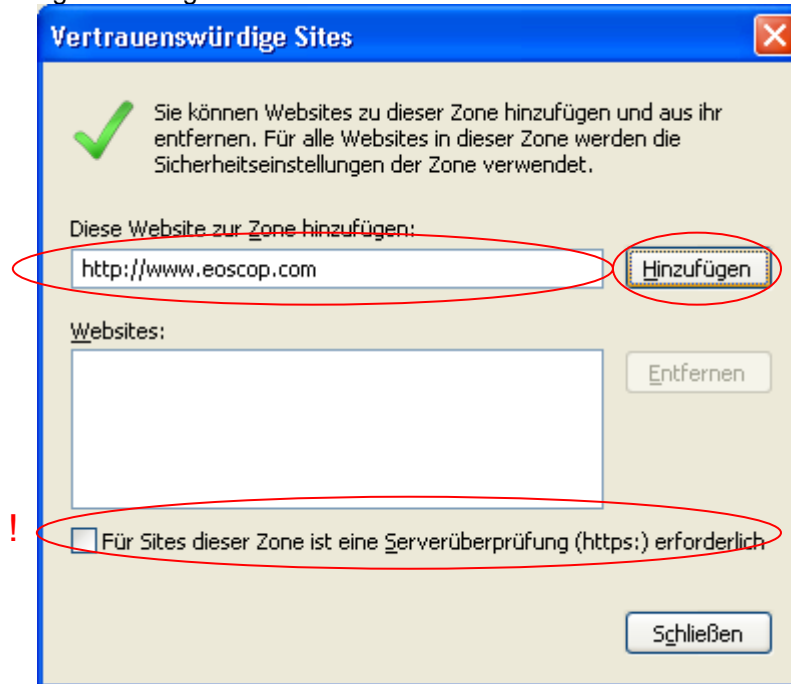 Vertrauenswürdige Sites
Sie können Websites zu dieser Zone hinzufügen und aus ihr
entfernen. Für alle Websites in dieser Zone werden die
Sicherheitseinstellungen der Zone verwendet.
Diese Website zur Zone hinzufügen:
http://www.eoscop.com
Hinzufügen
Websites:
Entfernen
! Für Sites dieser Zone ist eine Serverüberprüfung (https:) erforderlich
Schließen